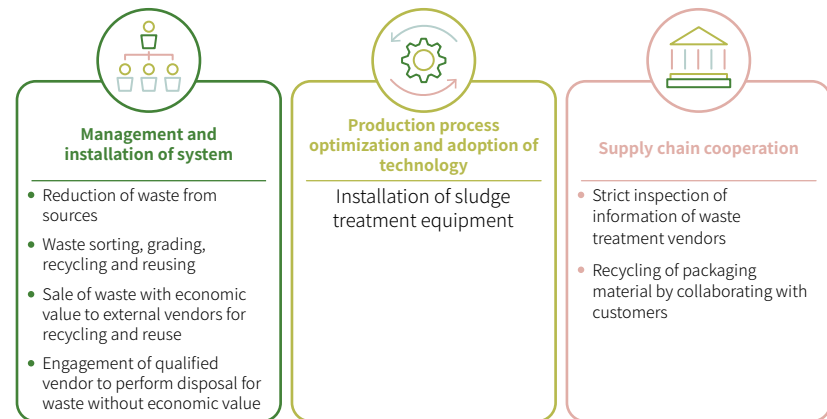 Management and
installation of system
• Reduction of waste from
sources
• Waste sorting, grading,
recycling and reusing
• Sale of waste with economic
value to external vendors for
recycling and reuse
• Engagement of qualified
vendor to perform disposal for
waste without economic value
Production process
optimization and adoption of
technology
Installation of sludge
treatment equipment
Supply chain cooperation
• Strict inspection of
information of waste
treatment vendors
• Recycling of packaging
material by collaborating with
customers